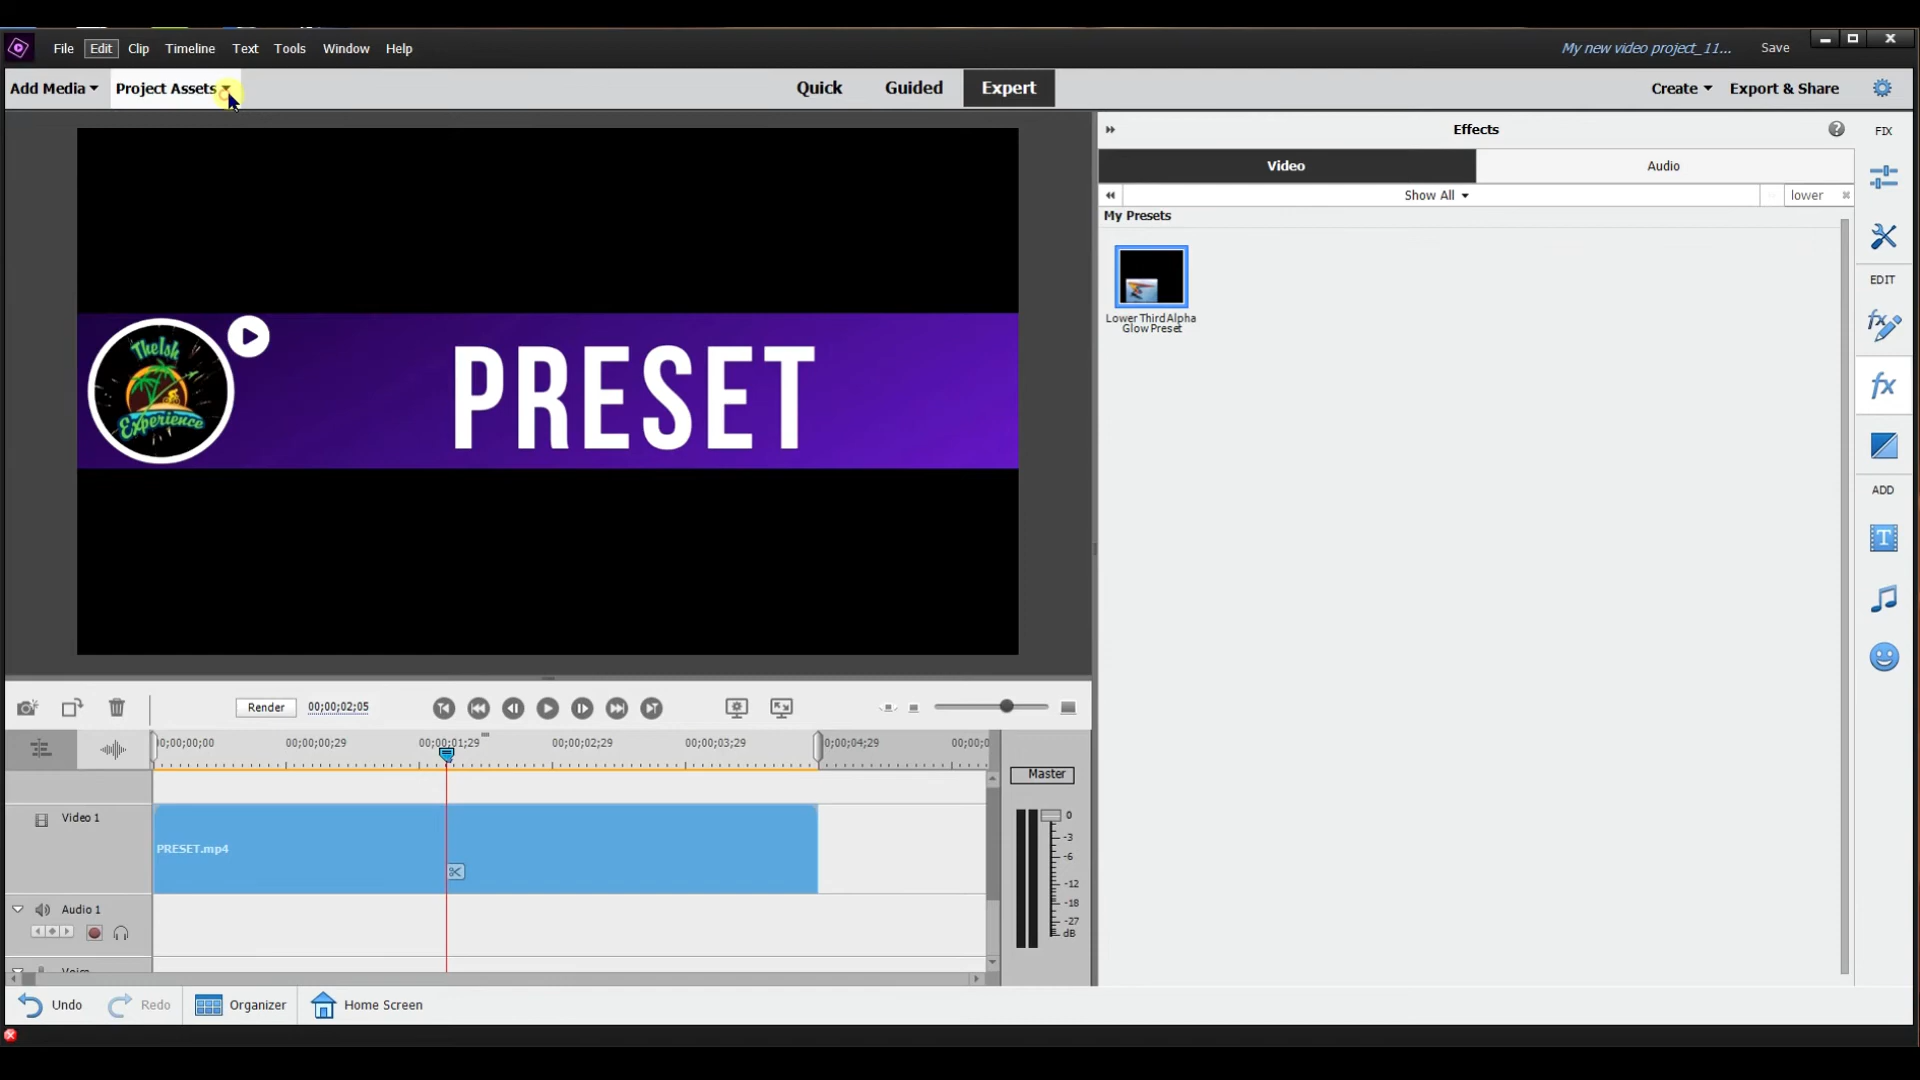 File Edit Clip Timeline Text Tools Window Help
My new video project_11...
Save
Add Media
Project Assets
Quick
Guided
Expert
Create
Export & Share
Effects
FIX
Video
Audio
Show All
lower
My Presets
Lower Third Alpha
Glow Preset
EDIT
ADD
TheIsh
Experience
PRESET
Render
00;00;02;05
;00;00;00
00;00;00;29
00;00;01;29
00;00;02;29
00;00;03;29
0;00;04;29
00;00;0
Master
Video 1
PRESET.mp4
0
-3
-6
-12
-18
-27
dB
Audio 1
Undo
Redo
Organizer
Home Screen